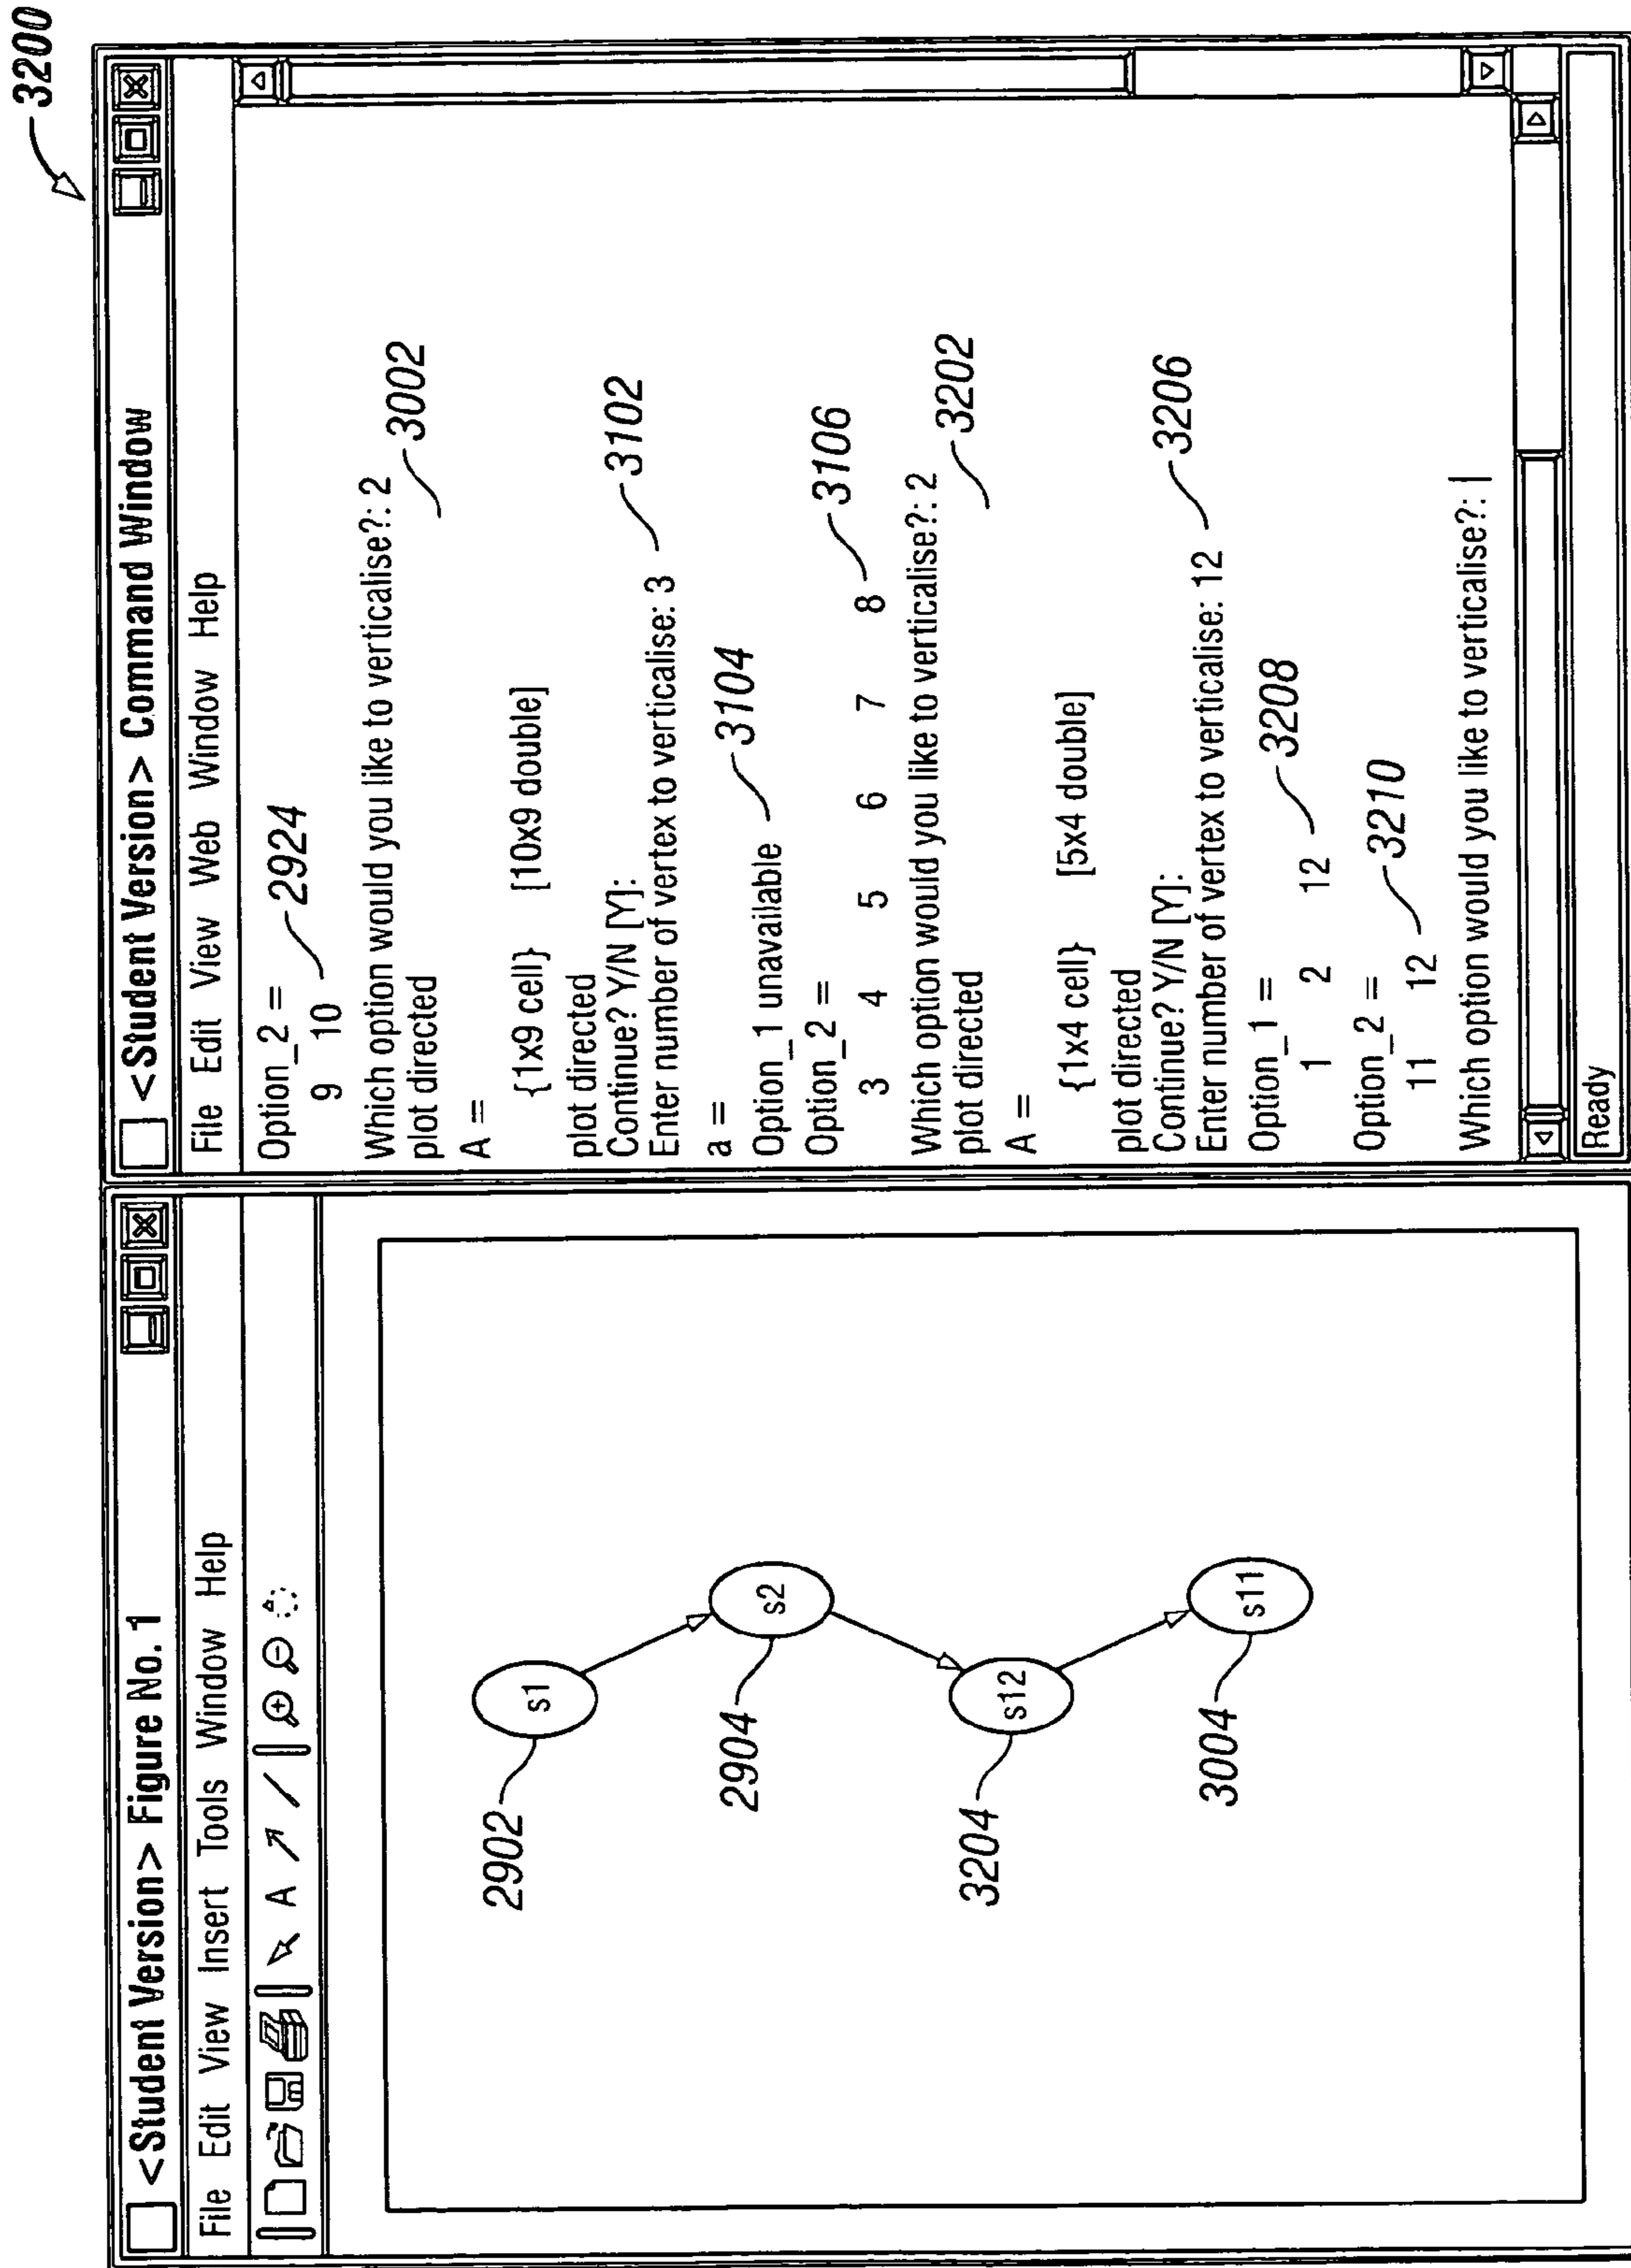 3200
<Student Version> Figure No. 1
File Edit View Insert Tools Window Help
A
s1
2902
s2
2904
s12
3204
s11
3004
<Student Version> Command Window
File Edit View Web Window Help
Option_2 =
9 10 2924
Which option would you like to verticalise?: 2
plot directed 3002
A =
{1x9 cell} [10x9 double]
plot directed
Continue? Y/N [Y]:
Enter number of vertex to verticalise: 3 3102
a =
Option_1 unavailable 3104
Option_2 =
3 4 5 6 7 8 3106
Which option would you like to verticalise?: 2
plot directed 3202
A =
{1x4 cell} [5x4 double]
plot directed
Continue? Y/N [Y]:
Enter number of vertex to verticalise: 12 3206
Option_1 =
1 2 12 3208
Option_2 =
11 12 3210
Which option would you like to verticalise?: |
Ready